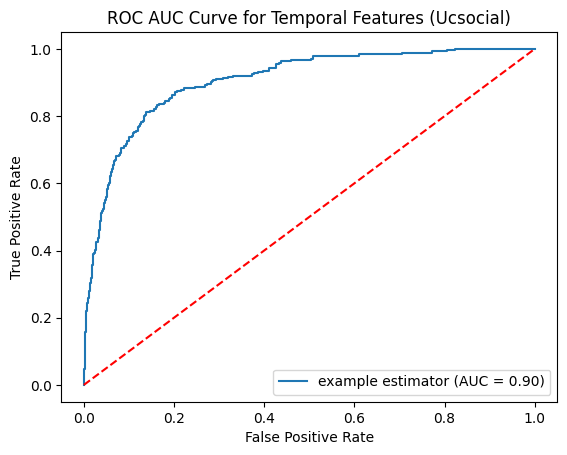 ROC AUC Curve for Temporal Features (Ucsocial)
1.0
0.8
0.6
0.4
0.2
0.0
True Positive Rate
example estimator (AUC = 0.90)
0.0 0.2 0.4 0.6 0.8 1.0
False Positive Rate